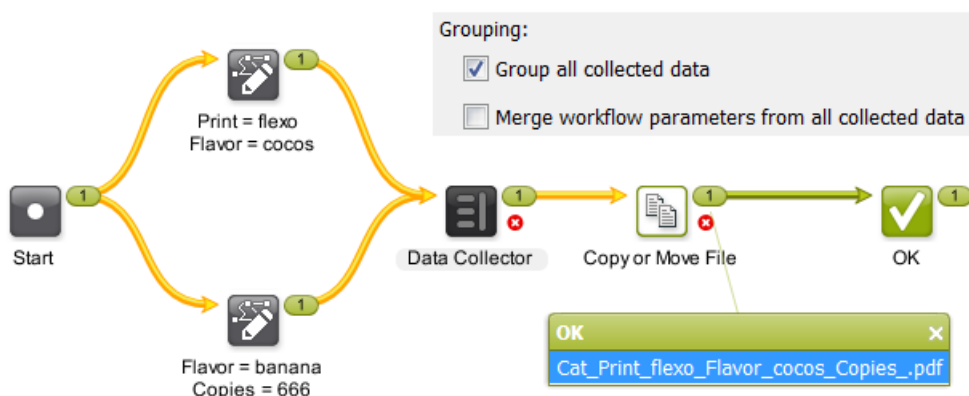 Grouping:
Group all collected data
Merge workflow parameters from all collected data
1
Print = flexo
Flavor = cocos
1
Start
1
Data Collector
1
Copy or Move File
1
OK
1
Flavor = banana
Copies = 666
OK
Cat_Print_flexo_Flavor_cocos_Copies_.pdf